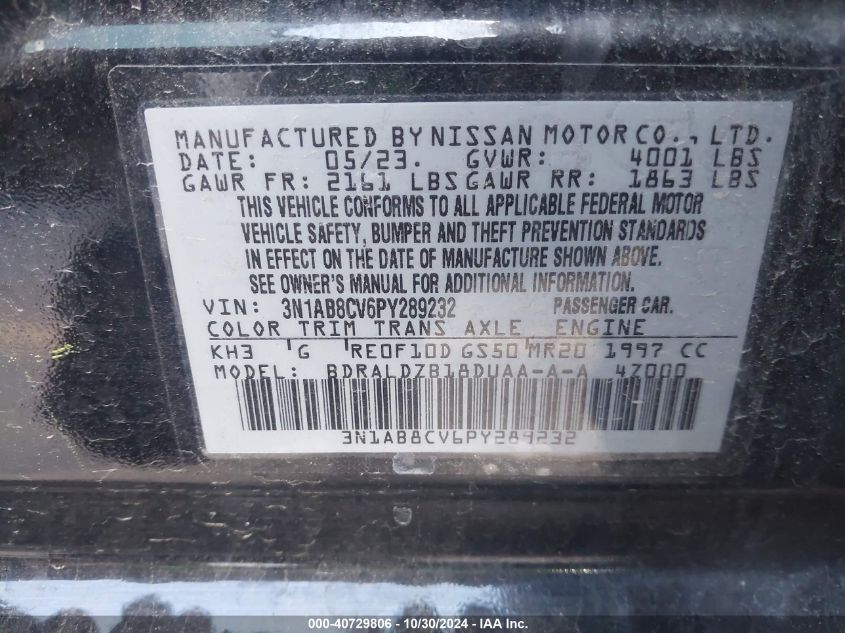 MANUFACTURED BY NISSAN MOTOR CO., LTD.
DATE: 05/23. GVWR: 4001 LBS
GAWR FR: 2161 LBS GAWR RR: 1863 LBS
THIS VEHICLE CONFORMS TO ALL APPLICABLE FEDERAL MOTOR
VEHICLE SAFETY, BUMPER AND THEFT PREVENTION STANDARDS
IN EFFECT ON THE DATE OF MANUFACTURE SHOWN ABOVE.
SEE OWNER'S MANUAL FOR ADDITIONAL INFORMATION.
VIN: 3N1AB8CV6PY289232 PASSENGER CAR.
COLOR TRIM TRANS AXLE ENGINE
KH3 G RE0F10D GS50 MR20 1997 CC
MODEL: BDRALDZB18DUAA-A-A 4Z000
3N1AB8CV6PY289232
000-40729806 - 10/30/2024 - IAA Inc.